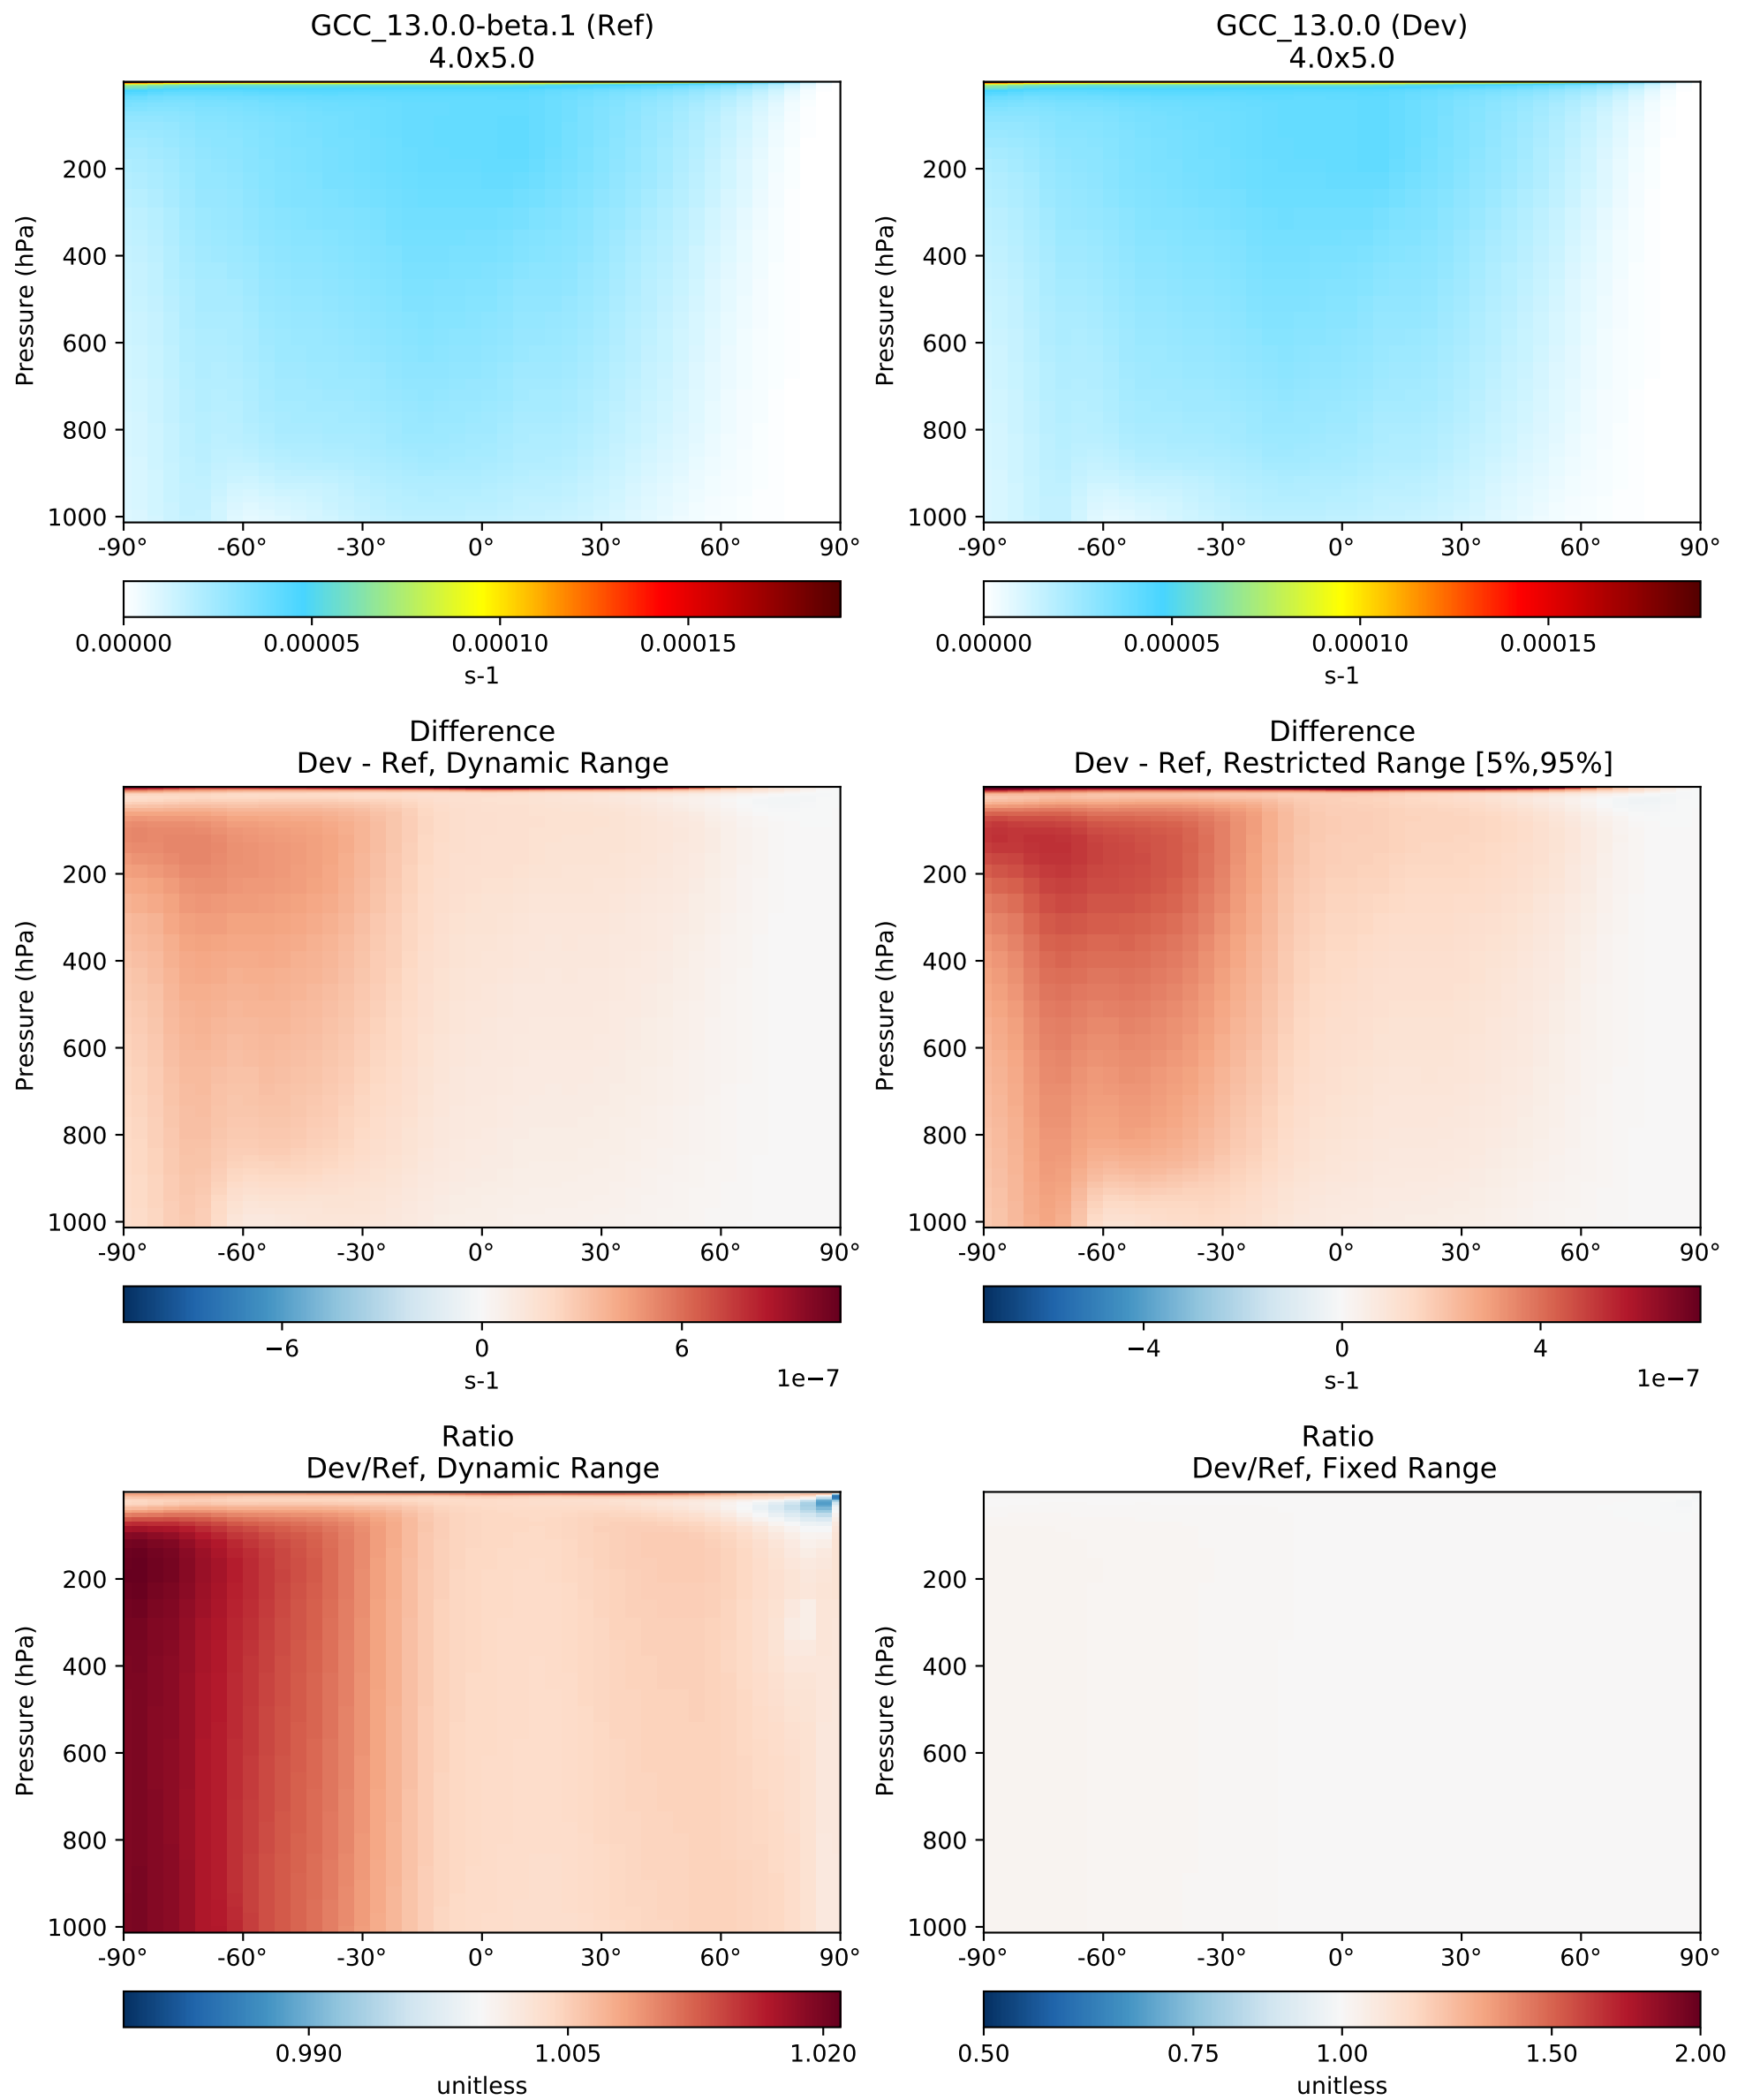 GCC_13.0.0-beta.1 (Ref)
4.0x5.0
Pressure (hPa)
200
400
600
800
1000
-90° -60° -30° 0° 30° 60° 90°
0.00000 0.00005 0.00010 0.00015
s-1
GCC_13.0.0 (Dev)
4.0x5.0
Pressure (hPa)
200
400
600
800
1000
-90° -60° -30° 0° 30° 60° 90°
0.00000 0.00005 0.00010 0.00015
s-1
Difference
Dev - Ref, Dynamic Range
Pressure (hPa)
200
400
600
800
1000
-90° -60° -30° 0° 30° 60° 90°
−6 0 6
s-1
1e−7
Difference
Dev - Ref, Restricted Range [5%,95%]
Pressure (hPa)
200
400
600
800
1000
-90° -60° -30° 0° 30° 60° 90°
−4 0 4
s-1
1e−7
Ratio
Dev/Ref, Dynamic Range
Pressure (hPa)
200
400
600
800
1000
-90° -60° -30° 0° 30° 60° 90°
0.990 1.005 1.020
unitless
Ratio
Dev/Ref, Fixed Range
Pressure (hPa)
200
400
600
800
1000
-90° -60° -30° 0° 30° 60° 90°
0.50 0.75 1.00 1.50 2.00
unitless